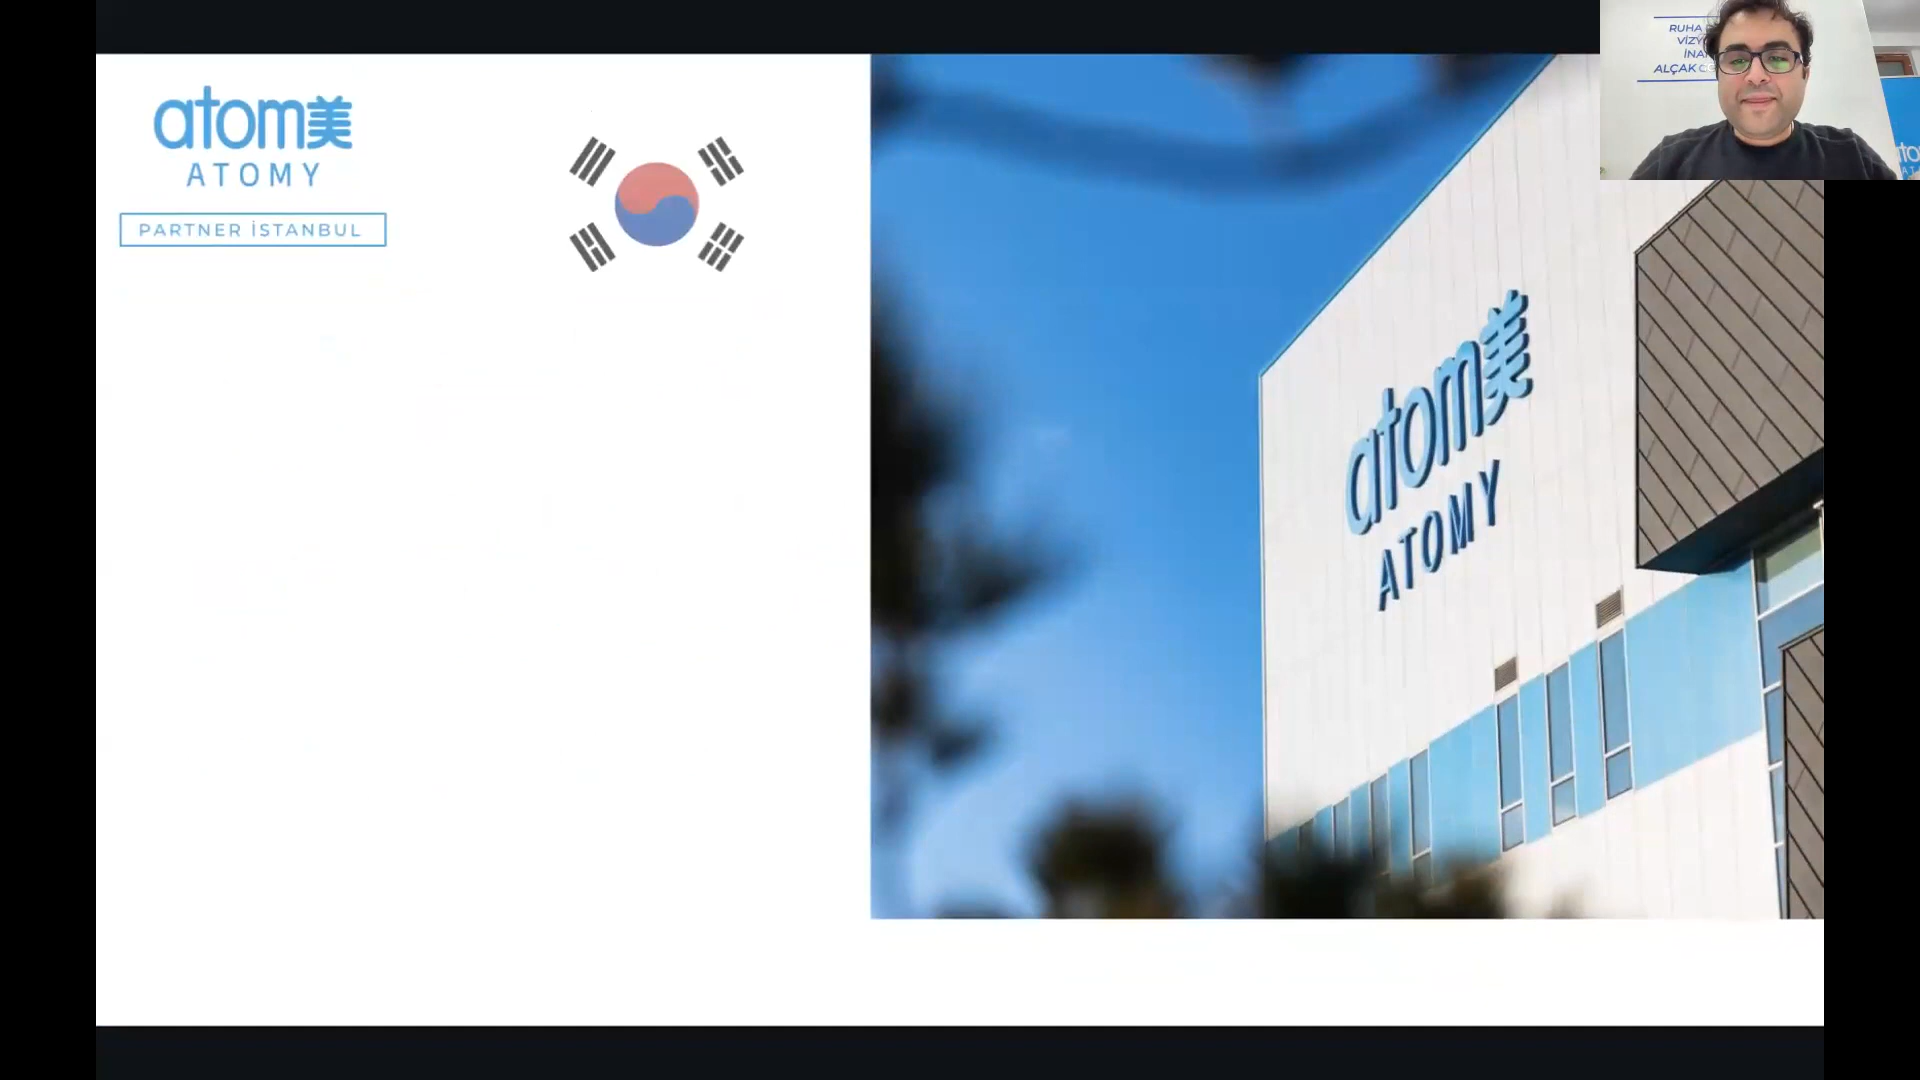 atom美
ATOMY
PARTNER İSTANBUL
atom美
ATOMY
RUHA
ALÇAK